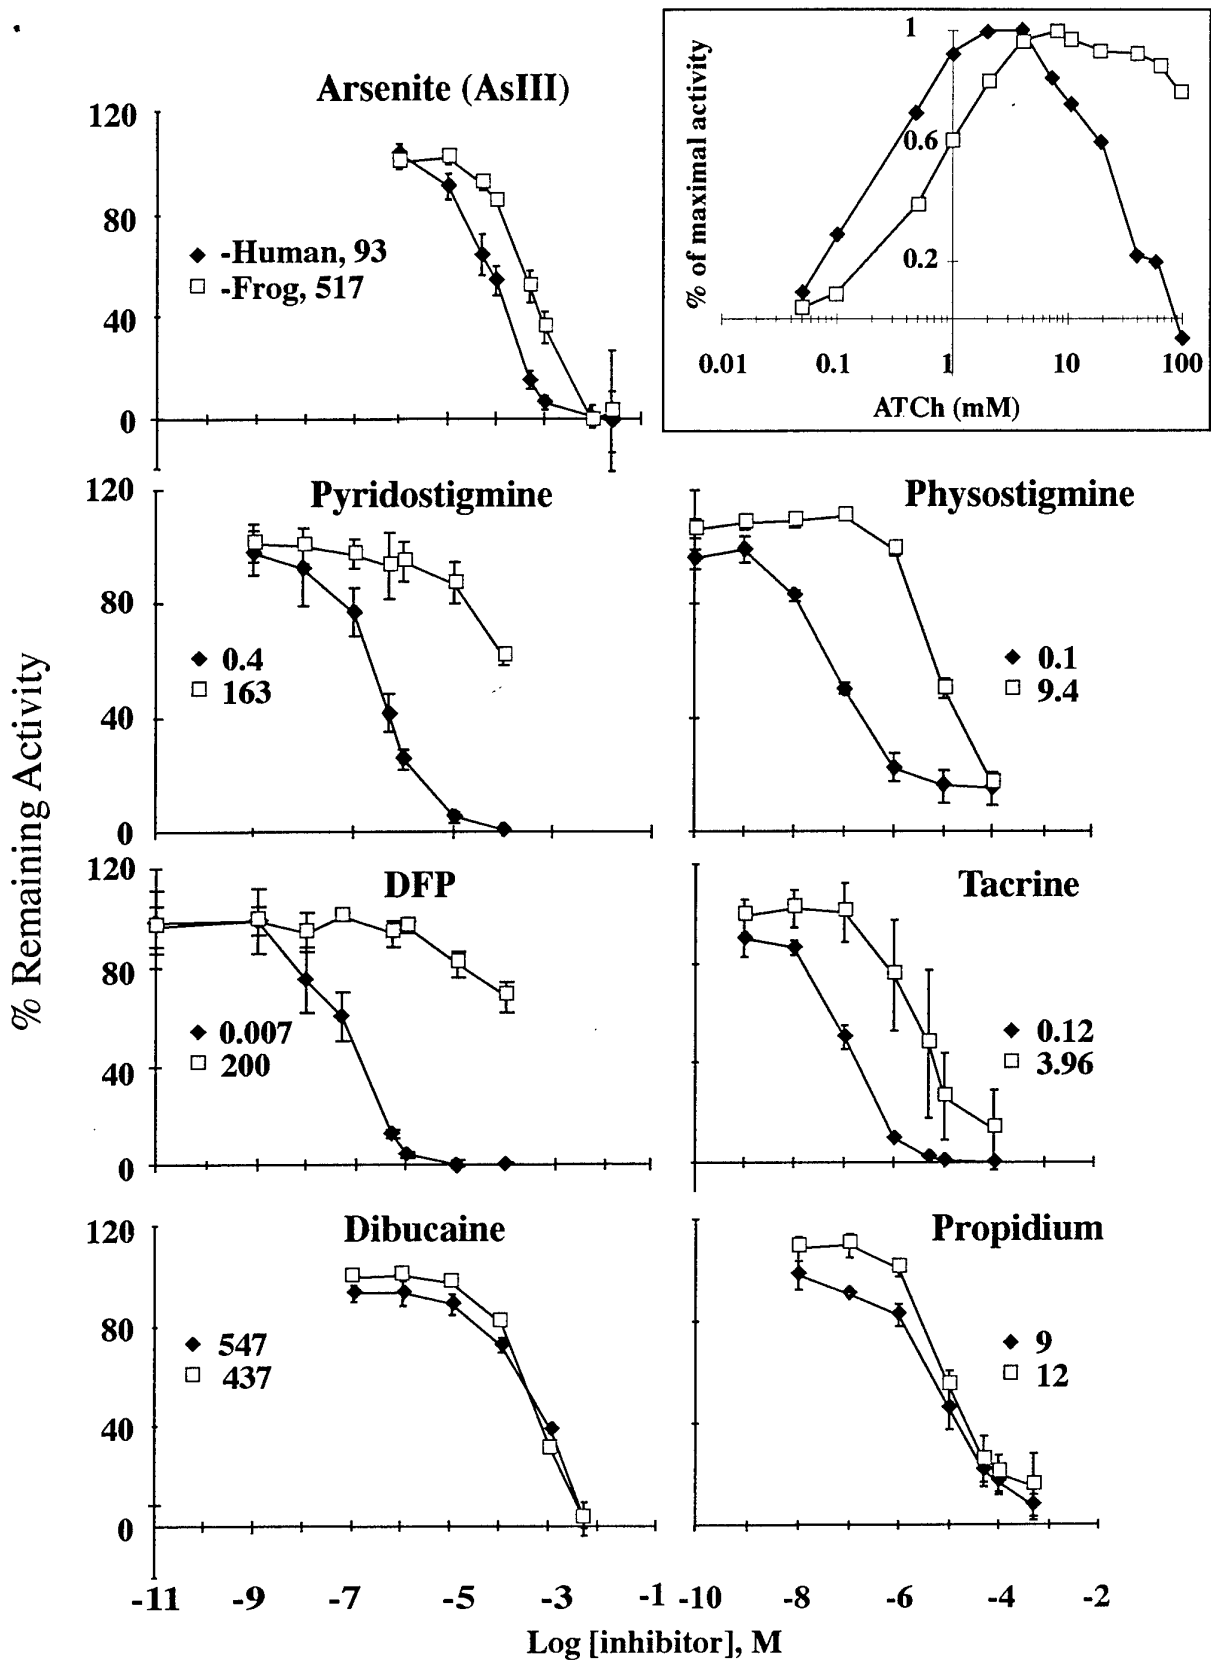 Arsenite (AsIII)
120
80
40
0
-Human, 93
-Frog, 517
% of maximal activity
1
0.6
0.2
0.01 0.1 1 10 100
ATCh (mM)
% Remaining Activity
Pyridostigmine
120
80
40
0
0.4
163
Physostigmine
0.1
9.4
DFP
120
80
40
0
0.007
200
Tacrine
0.12
3.96
Dibucaine
120
80
40
0
547
437
Propidium
9
12
-11 -9 -7 -5 -3 -1
-10 -8 -6 -4 -2
Log [inhibitor], M